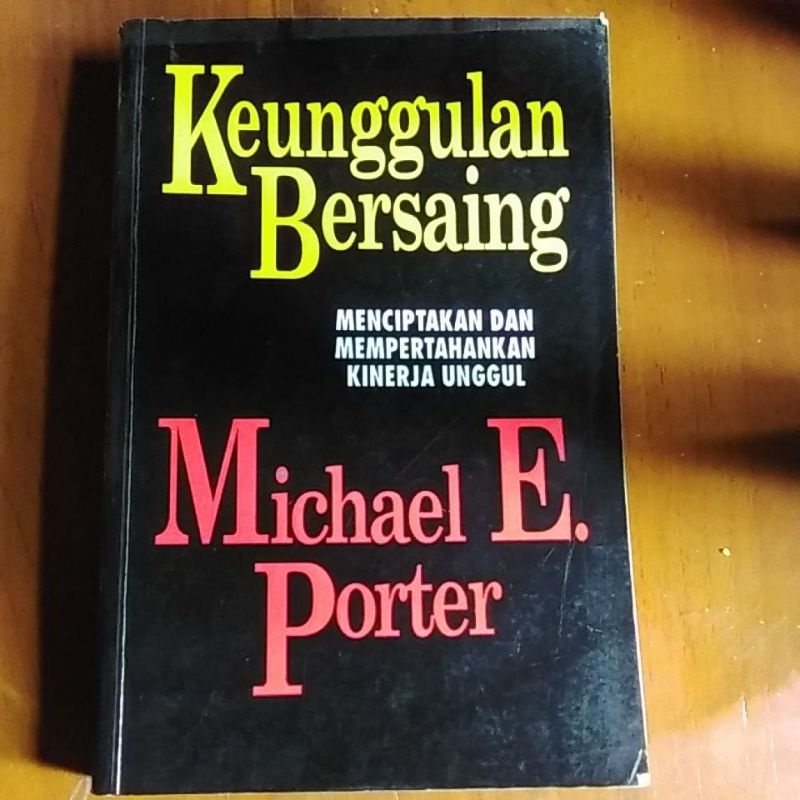 Keunggulan
Bersaing
MENCIPTAKAN DAN
MEMPERTAHANKAN
KINERJA UNGGUL
Michael E.
Porter